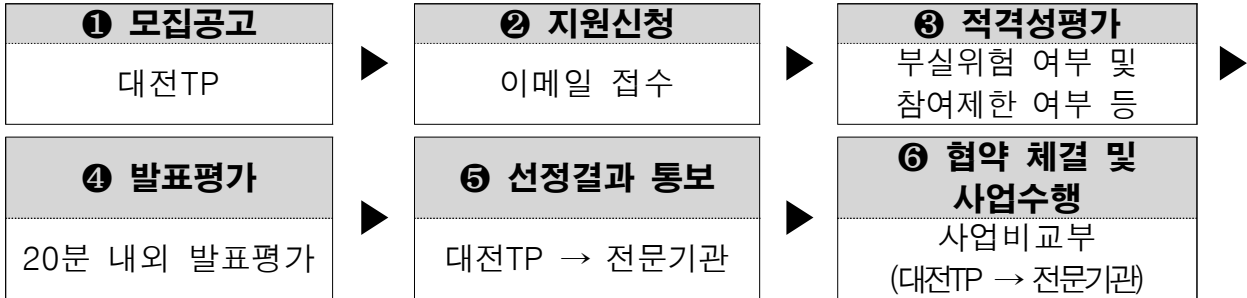 ❶ 모집공고
대전TP
▶
❷ 지원신청
이메일 접수
▶
❸ 적격성평가
부실위험 여부 및
참여제한 여부 등
▶
❹ 발표평가
20분 내외 발표평가
▶
❺ 선정결과 통보
대전TP → 전문기관
▶
❻ 협약 체결 및
사업수행
사업비교부
(대전TP → 전문기관)